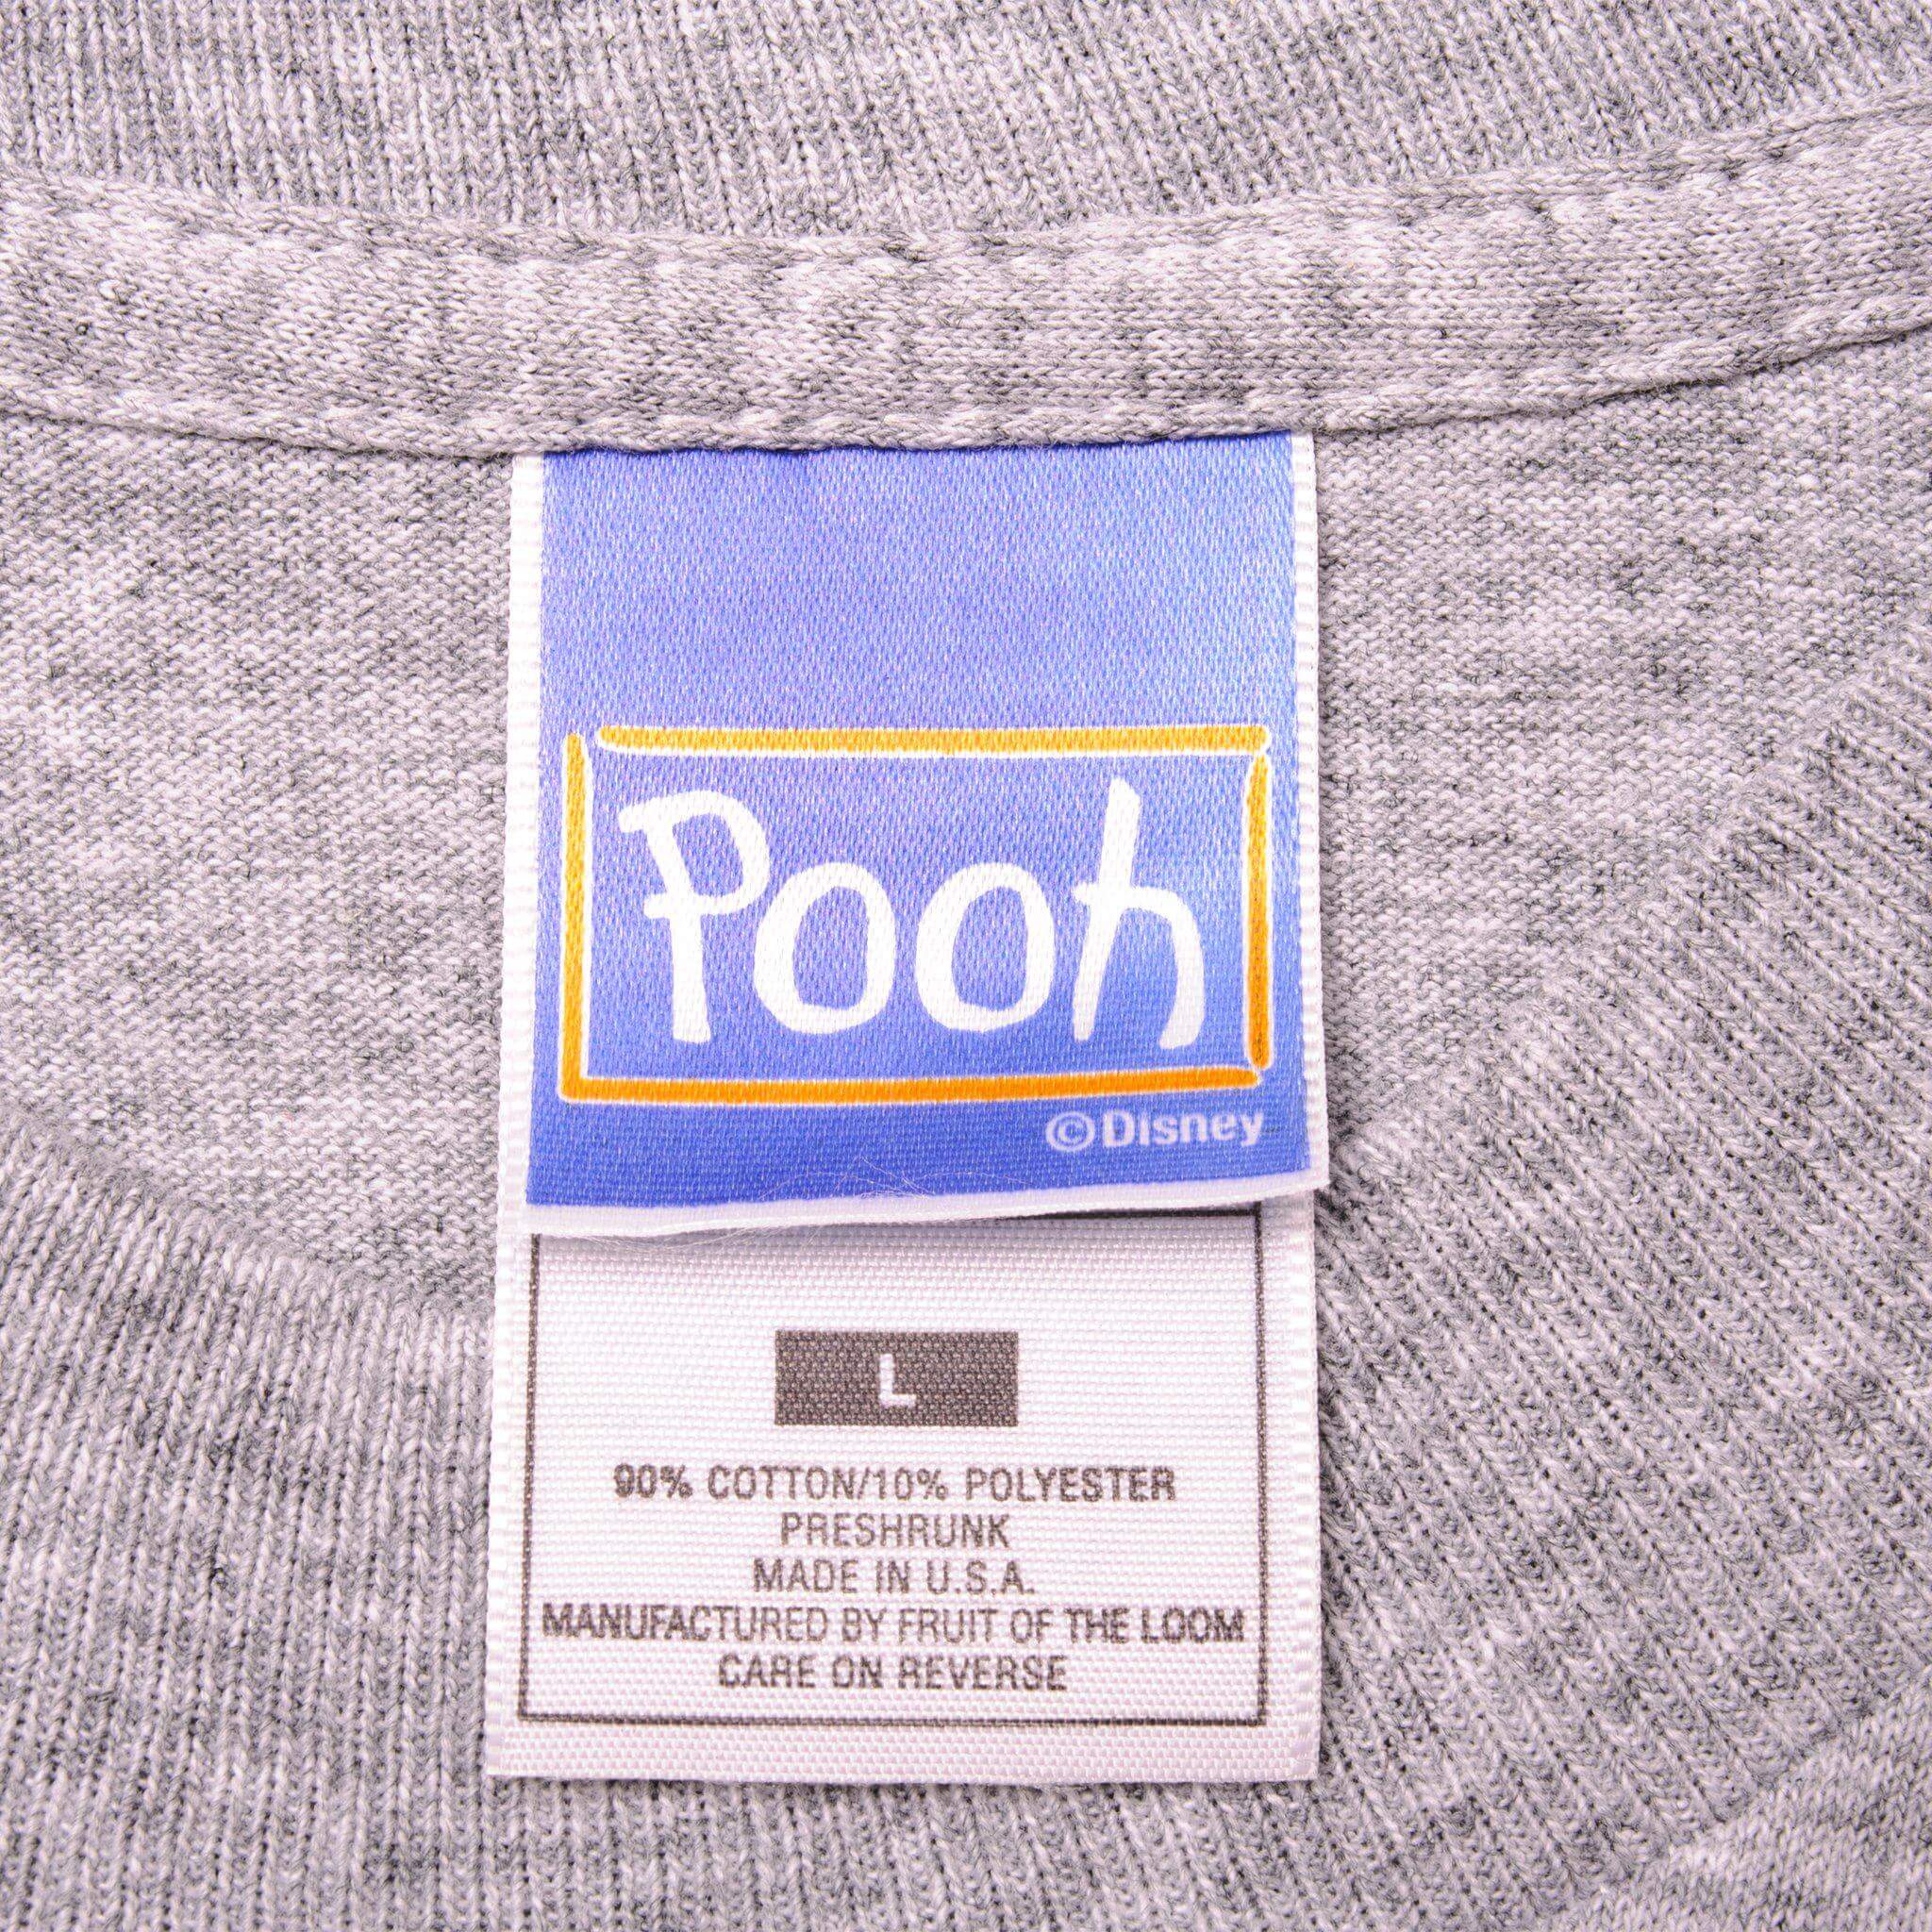 Pooh
©Disney
L
90% COTTON/10% POLYESTER
PRESHRUNK
MADE IN U.S.A.
MANUFACTURED BY FRUIT OF THE LOOM
CARE ON REVERSE